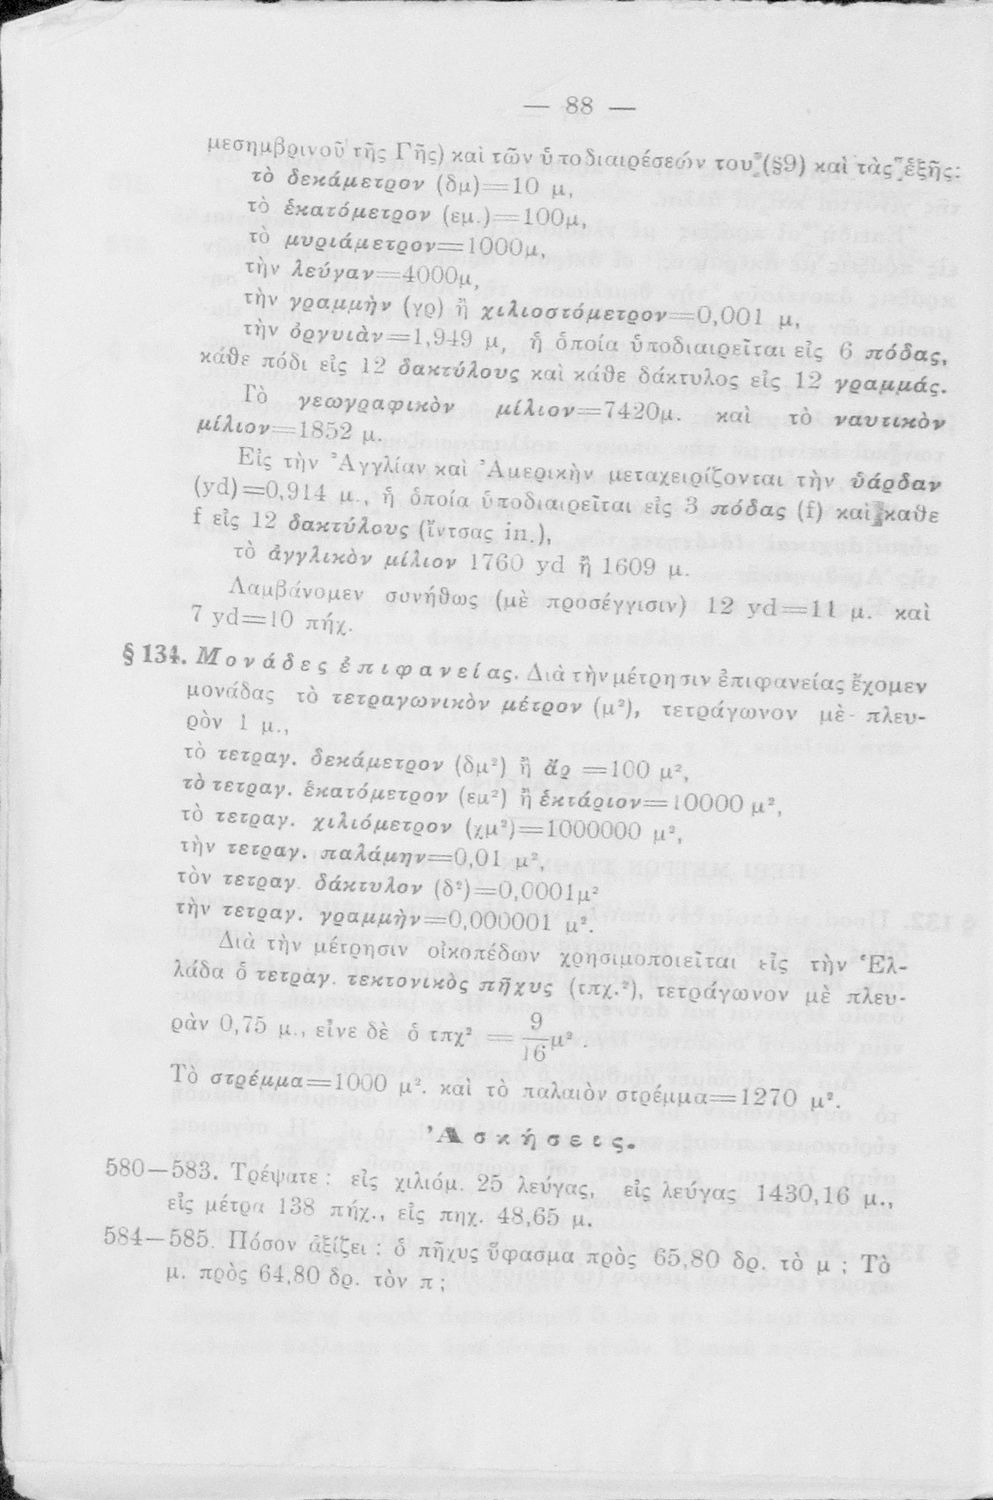 — 88 —
μεσημβρινοῦ τῆς Γῆς) καὶ τῶν ὑποδιαιρέσεών του (§9) καὶ τὰς ἑξῆς:
τὸ δεκάμετρον (δμ)=10 μ,
τὸ ἑκατόμετρον (εμ.)=100μ,
τὸ μυριάμετρον=1000μ,
τὴν λεύγαν=4000μ,
τὴν γραμμὴν (γρ) ἢ χιλιοστόμετρον=0,001 μ,
τὴν ὀργυιὰν=1,949 μ, ἡ ὁποία ὑποδιαιρεῖται εἰς 6 πόδας,
κάθε πόδι εἰς 12 δακτύλους καὶ κάθε δάκτυλος εἰς 12 γραμμάς.
Τὸ γεωγραφικὸν μίλιον=7420μ. καὶ τὸ ναυτικὸν
μίλιον=1852 μ.
Εἰς τὴν Ἀγγλίαν καὶ Ἀμερικὴν μεταχειρίζονται τὴν ὑάρδαν
(yd)=0,914 μ., ἡ ὁποία ὑποδιαιρεῖται εἰς 3 πόδας (f) καὶ καθε
f εἰς 12 δακτύλους (ἴντσας in.),
τὸ ἀγγλικὸν μίλιον 1760 yd ἢ 1609 μ.
Λαμβάνομεν συνήθως (μὲ προσέγγισιν) 12 yd=11 μ. καὶ
7 yd=10 πήχ.
§ 134. Μονάδες ἐπιφανείας. Διὰ τὴν μέτρησιν ἐπιφανείας ἔχομεν
μονάδας τὸ τετραγωνικὸν μέτρον (μ²), τετράγωνον μὲ πλευ-
ρὸν 1 μ.,
τὸ τετραγ. δεκάμετρον (δμ²) ἢ ἄρ =100 μ²,
τὸ τετραγ. ἑκατόμετρον (εμ²) ἢ ἑκτάριον=10000 μ²,
τὸ τετραγ. χιλιόμετρον (χμ²)=1000000 μ²,
τὴν τετραγ. παλάμην=0,01 μ²,
τὸν τετραγ. δάκτυλον (δ²)=0,0001μ²
τὴν τετραγ. γραμμὴν=0,000001 μ².
Διὰ τὴν μέτρησιν οἰκοπέδων χρησιμοποιεῖται εἰς τὴν Ἑλ-
λάδα ὁ τετραγ. τεκτονικὸς πῆχυς (τπχ.²), τετράγωνον μὲ πλευ-
ρὰν 0,75 μ., εἶνε δὲ ὁ τπχ² = 9/16 μ².
Τὸ στρέμμα=1000 μ². καὶ τὸ παλαιὸν στρέμμα=1270 μ².
Ἀσκήσεις.
580—583. Τρέψατε : εἰς χιλιόμ. 25 λεύγας, εἰς λεύγας 1430,16 μ.,
εἰς μέτρα 138 πήχ., εἰς πηχ. 48,65 μ.
584—585. Πόσον ἀξίζει : ὁ πῆχυς ὕφασμα πρὸς 65,80 δρ. τὸ μ ; Τὸ
μ. πρὸς 64,80 δρ. τὸν π ;